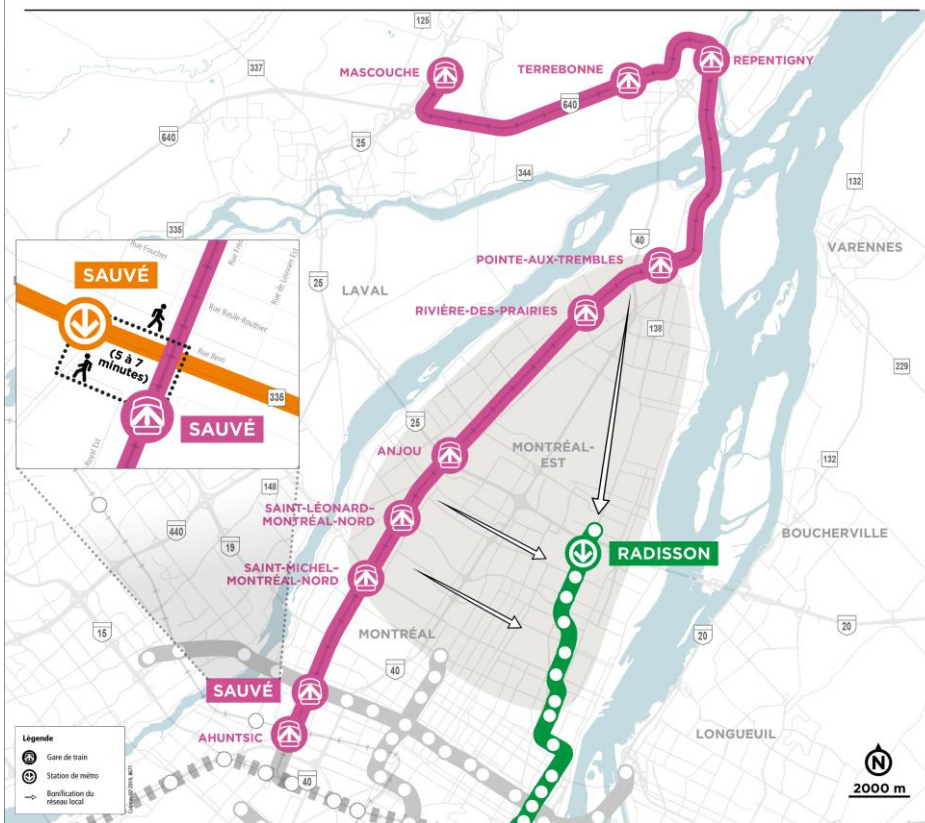 125
337
MASCOUCHE
TERREBONNE
REPENTIGNY
640
25
640
344
132
335
40
VARENNES
POINTE-AUX-TREMBLES
25
LAVAL
RIVIÈRE-DES-PRAIRIES
138
229
Rue Foucher
Rue de Louvain Est
SAUVÉ
Rue Basile-Routhier
Rue Berri
(5 à 7
minutes)
335
SAUVÉ
Royal Est
25
ANJOU
MONTRÉAL-
EST
132
148
SAINT-LÉONARD–
MONTRÉAL-NORD
440
19
BOUCHERVILLE
RADISSON
SAINT-MICHEL–
MONTRÉAL-NORD
15
MONTRÉAL
20
20
40
SAUVÉ
AHUNTSIC
LONGUEUIL
40
Légende
Gare de train
Station de métro
Bonification du
réseau local
N
2000 m